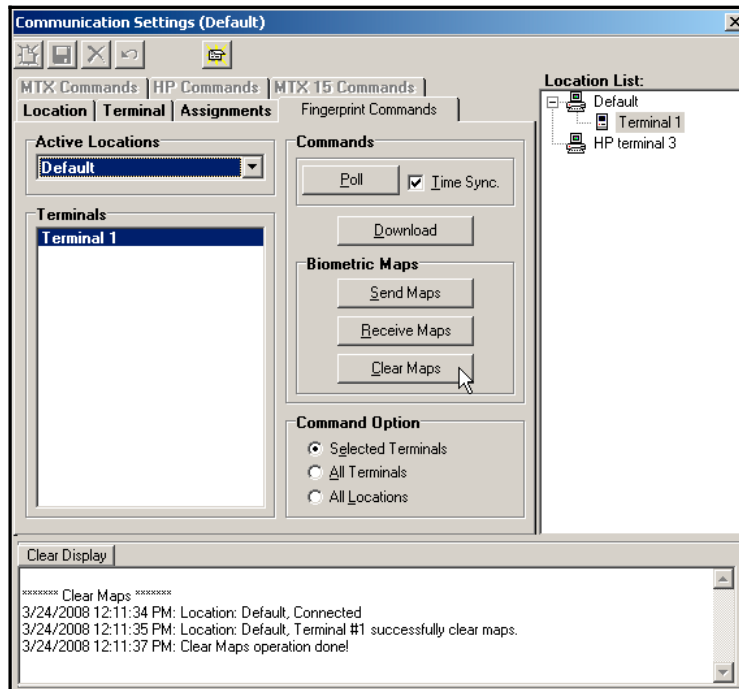 Communication Settings (Default)
MTX Commands HP Commands MTX 15 Commands
Location Terminal Assignments Fingerprint Commands
Active Locations
Default
Terminals
Terminal 1
Commands
Poll Time Sync.
Download
Biometric Maps
Send Maps
Receive Maps
Clear Maps
Command Option
Selected Terminals
All Terminals
All Locations
Location List:
Default
Terminal 1
HP terminal 3
Clear Display
******* Clear Maps *******
3/24/2008 12:11:34 PM: Location: Default, Connected
3/24/2008 12:11:35 PM: Location: Default, Terminal #1 successfully clear maps.
3/24/2008 12:11:37 PM: Clear Maps operation done!